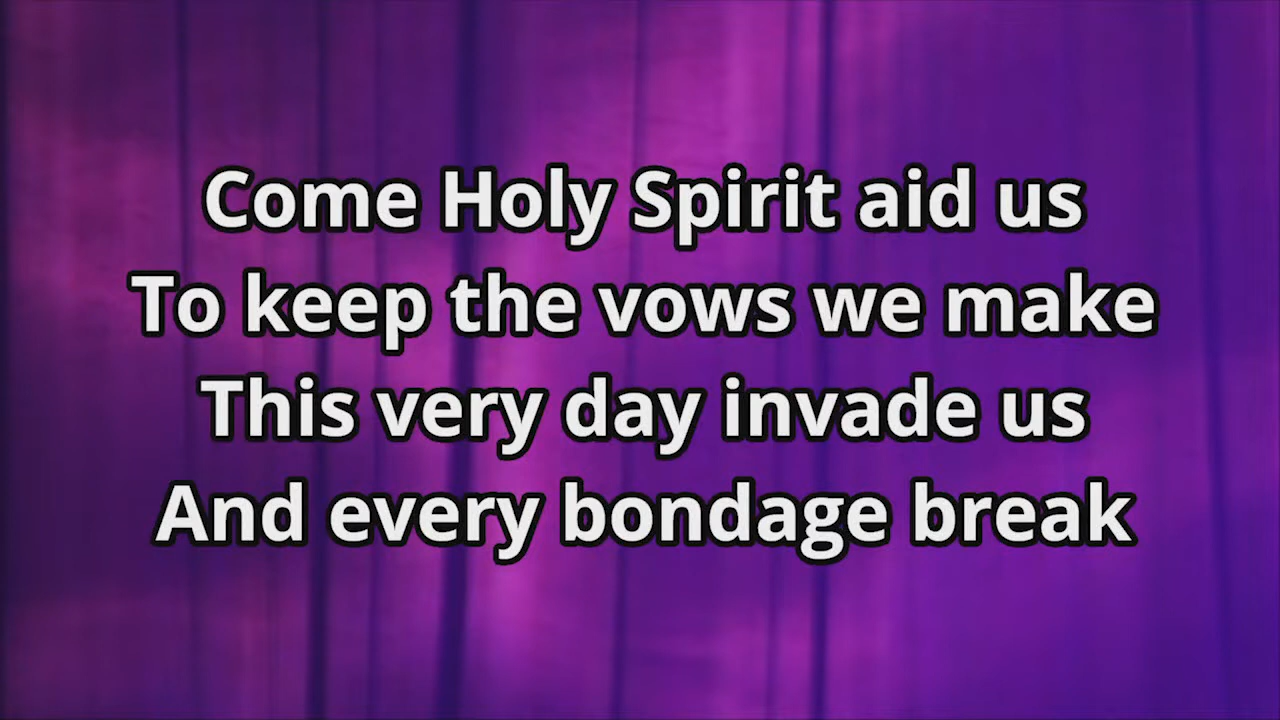 Come Holy Spirit aid us
To keep the vows we make
This very day invade us
And every bondage break